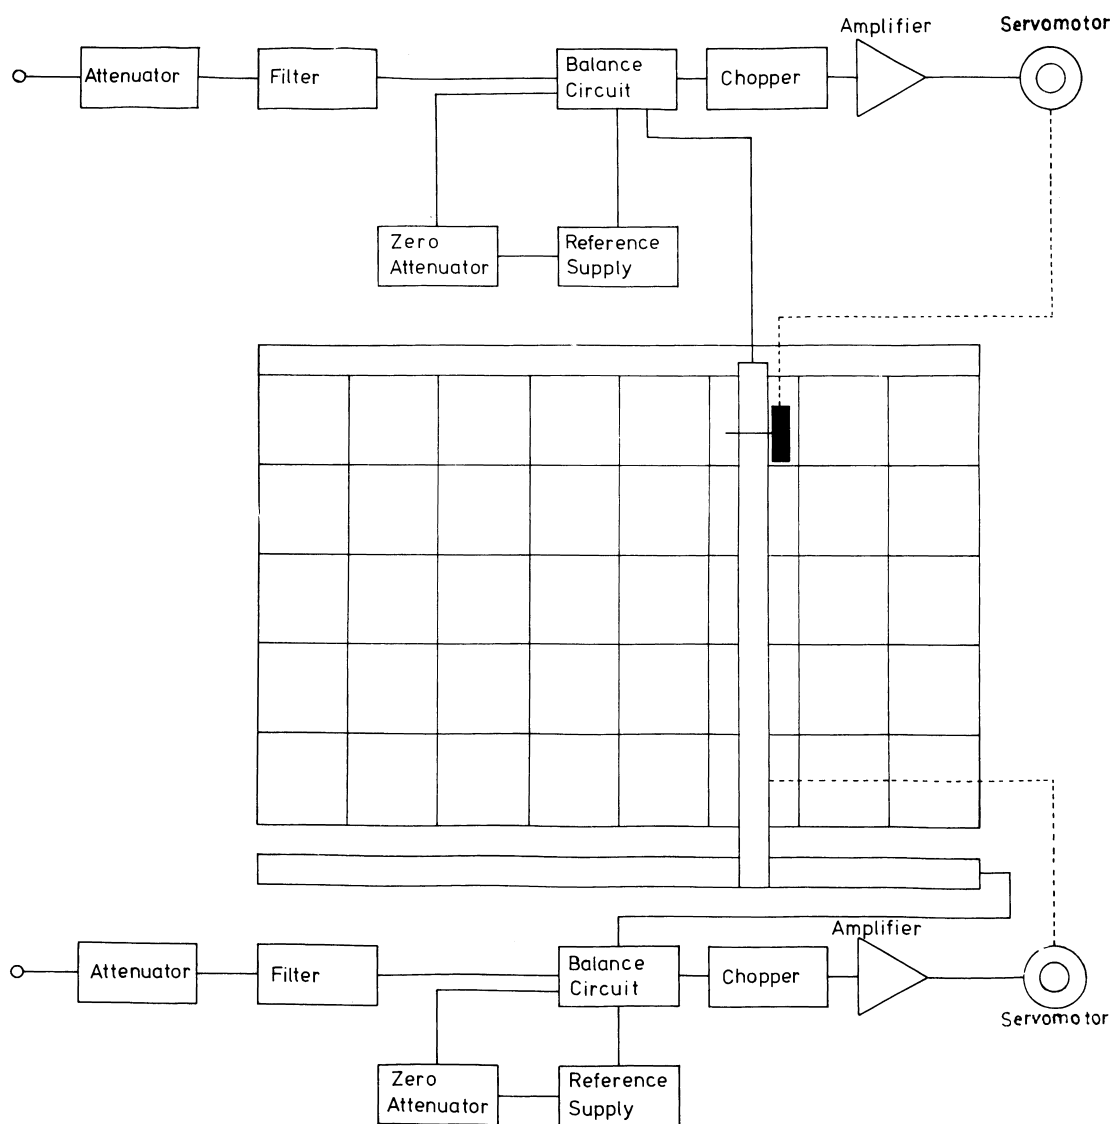 Amplifier
Servomotor
Attenuator
Filter
Balance
Circuit
Chopper
Zero
Attenuator
Reference
Supply
Amplifier
Attenuator
Filter
Balance
Circuit
Chopper
Servomotor
Zero
Attenuator
Reference
Supply